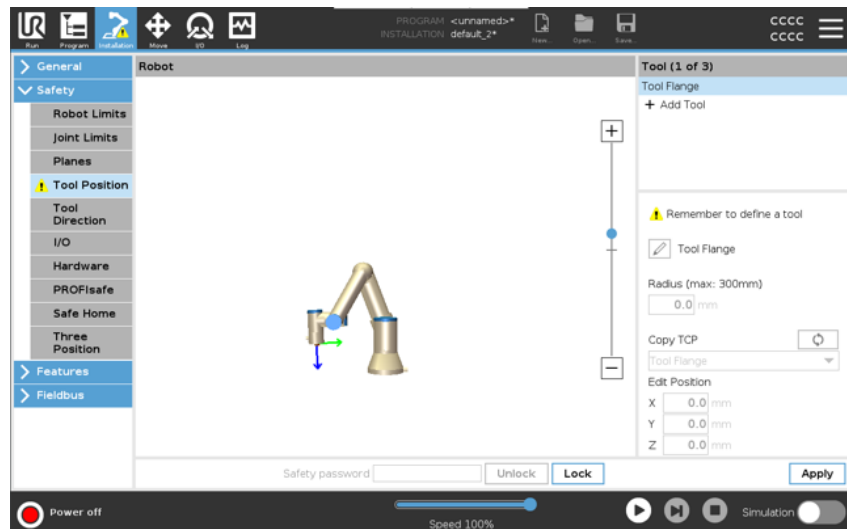 PROGRAM <unnamed>*
INSTALLATION default_2*
CCCC
CCCC
UR
Run
Program
Installation
Move
I/O
Log
New...
Open...
Save...
General
Safety
Robot Limits
Joint Limits
Planes
Tool Position
Tool
Direction
I/O
Hardware
PROFIsafe
Safe Home
Three
Position
Features
Fieldbus
Robot
Tool (1 of 3)
Tool Flange
+ Add Tool
Remember to define a tool
Tool Flange
Radius (max: 300mm)
0.0 mm
Copy TCP
Tool Flange
Edit Position
X 0.0 mm
Y 0.0 mm
Z 0.0 mm
Safety password
Unlock
Lock
Apply
Power off
Speed 100%
Simulation